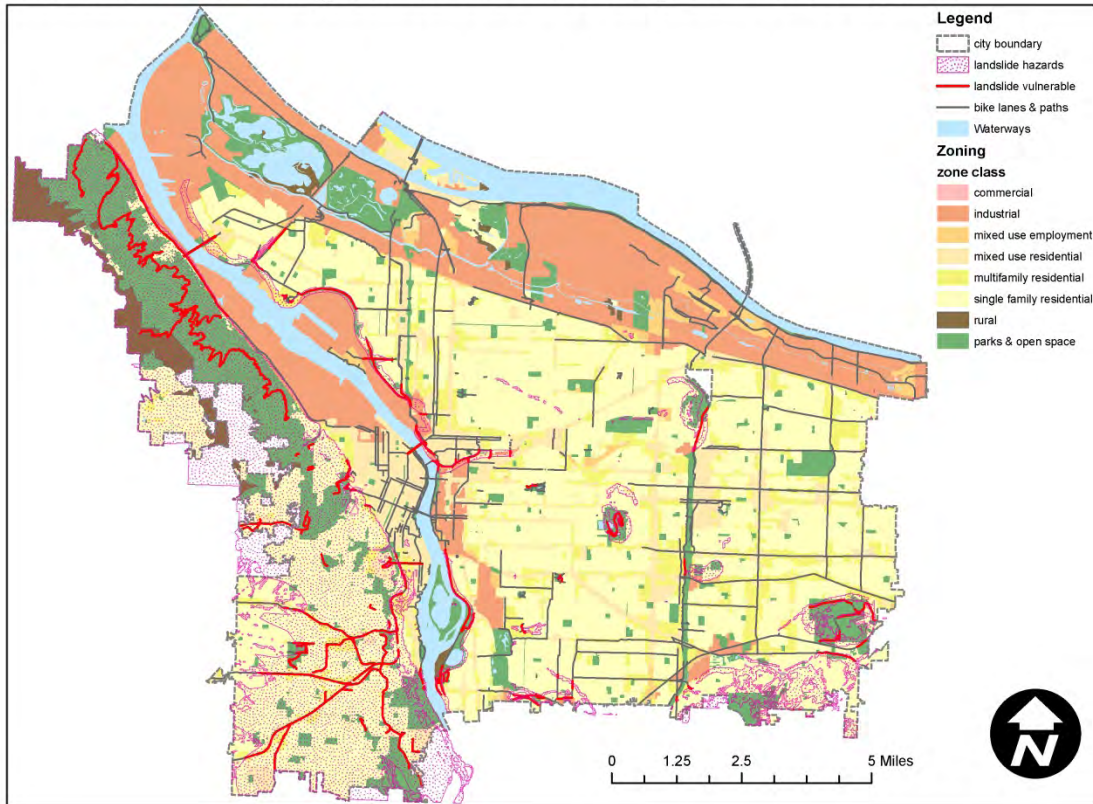 Legend
city boundary
landslide hazards
landslide vulnerable
bike lanes & paths
Waterways
Zoning
zone class
commercial
industrial
mixed use employment
mixed use residential
multifamily residential
single family residential
rural
parks & open space
N
0 1.25 2.5 5 Miles